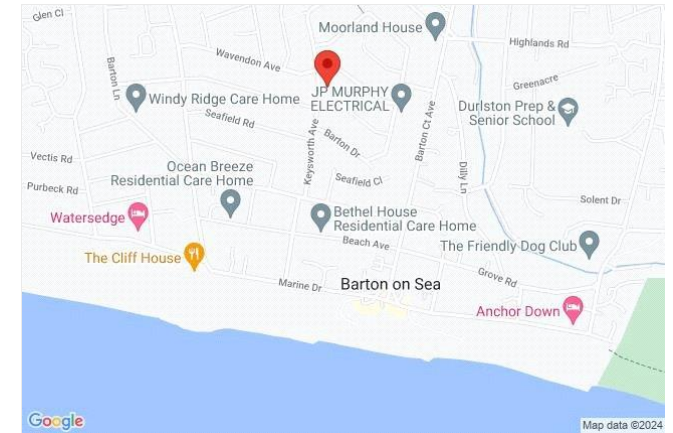 Glen Cl
Moorland House
Highlands Rd
Wavendon Ave
Barton Ln
Greenacre
Windy Ridge Care Home
JP MURPHY
ELECTRICAL
Durlston Prep &
Senior School
Seafield Rd
Keysworth Ave
Barton Dr
Barton Ct Ave
Vectis Rd
Ocean Breeze
Residential Care Home
Seafield Cl
Dilly Ln
Purbeck Rd
Solent Dr
Watersedge
Bethel House
Residential Care Home
Beach Ave
The Friendly Dog Club
The Cliff House
Grove Rd
Marine Dr
Barton on Sea
Anchor Down
Google
Map data ©2024